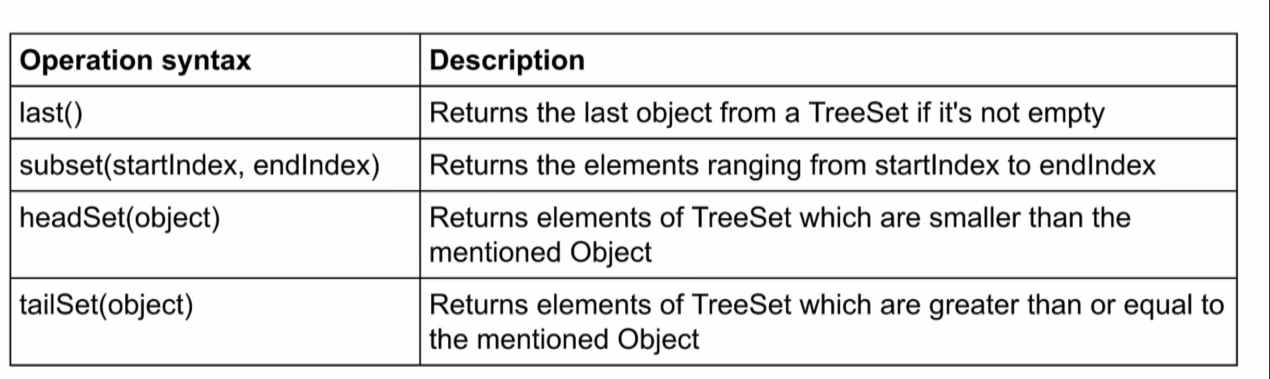 Operation syntax
Description
last()
Returns the last object from a TreeSet if it's not empty
subset(startIndex, endIndex)
Returns the elements ranging from startIndex to endIndex
headSet(object)
Returns elements of TreeSet which are smaller than the
mentioned Object
tailSet(object)
Returns elements of TreeSet which are greater than or equal to
the mentioned Object